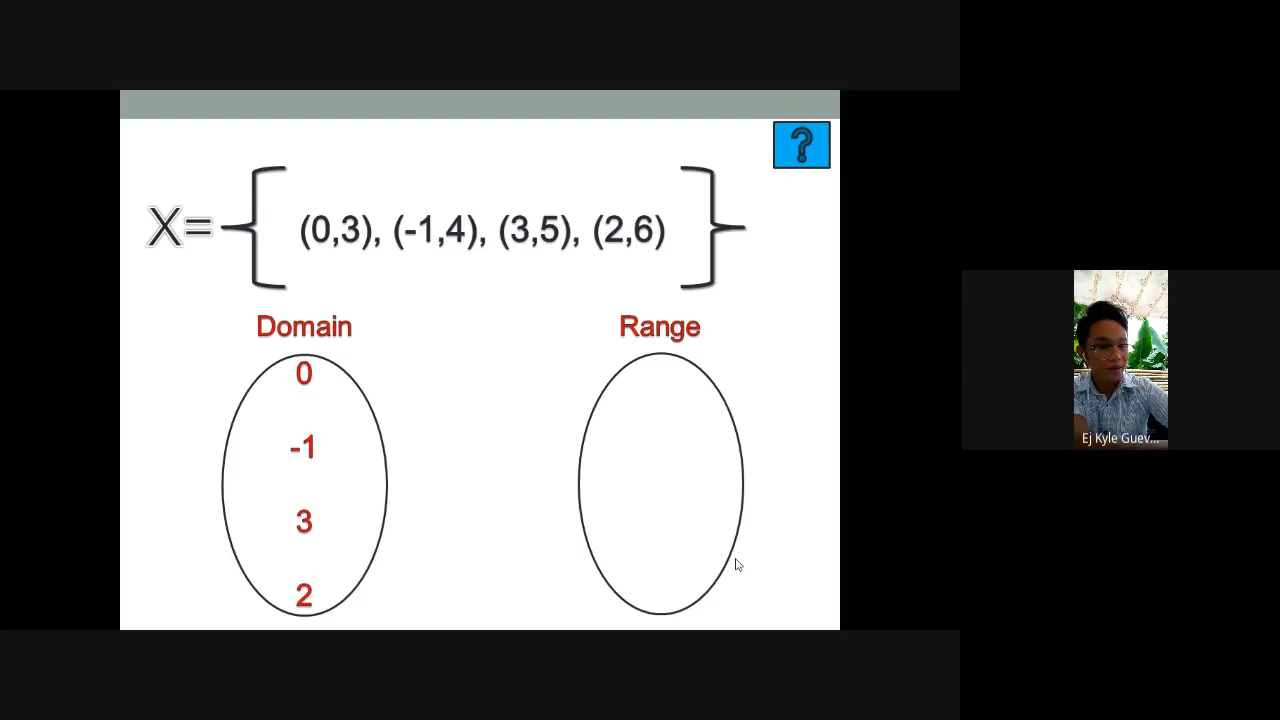 ?
X= { (0,3), (-1,4), (3,5), (2,6) }
Domain Range
0
-1
3
2
Ej Kyle Guev...